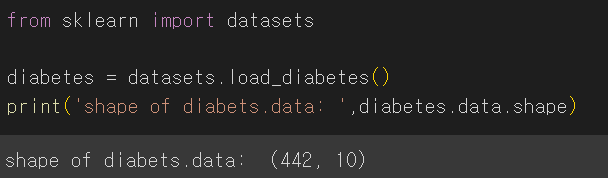 from sklearn import datasets
diabetes = datasets.load_diabetes()
print('shape of diabets.data: ',diabetes.data.shape)
shape of diabets.data:  (442, 10)